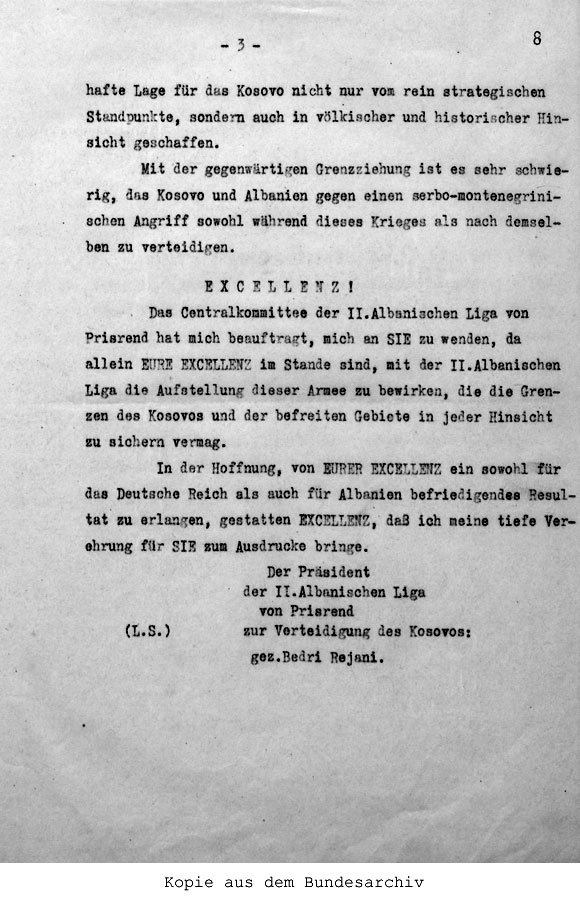 - 3 -
8
hafte Lage für das Kosovo nicht nur vom rein strategischen
Standpunkte, sondern auch in völkischer und historischer Hin-
sicht geschaffen.
Mit der gegenwärtigen Grenzziehung ist es sehr schwie-
rig, das Kosovo und Albanien gegen einen serbo-montenegrini-
schen Angriff sowohl während dieses Krieges als nach demsel-
ben zu verteidigen.
E X C E L L E N Z !
Das Centralkommittee der II.Albanischen Liga von
Prisrend hat mich beauftragt, mich an SIE zu wenden, da
allein EURE EXCELLENZ im Stande sind, mit der II.Albanischen
Liga die Aufstellung dieser Armee zu bewirken, die die Gren-
zen des Kosovos und der befreiten Gebiete in jeder Hinsicht
zu sichern vermag.
In der Hoffnung, von EURER EXCELLENZ ein sowohl für
das Deutsche Reich als auch für Albanien befriedigendes Resul-
tat zu erlangen, gestatten EXCELLENZ, daß ich meine tiefe Ver-
ehrung für SIE zum Ausdrucke bringe.
Der Präsident
der II.Albanischen Liga
von Prisrend
(L.S.) zur Verteidigung des Kosovos:
gez.Bedri Rejani.
Kopie aus dem Bundesarchiv